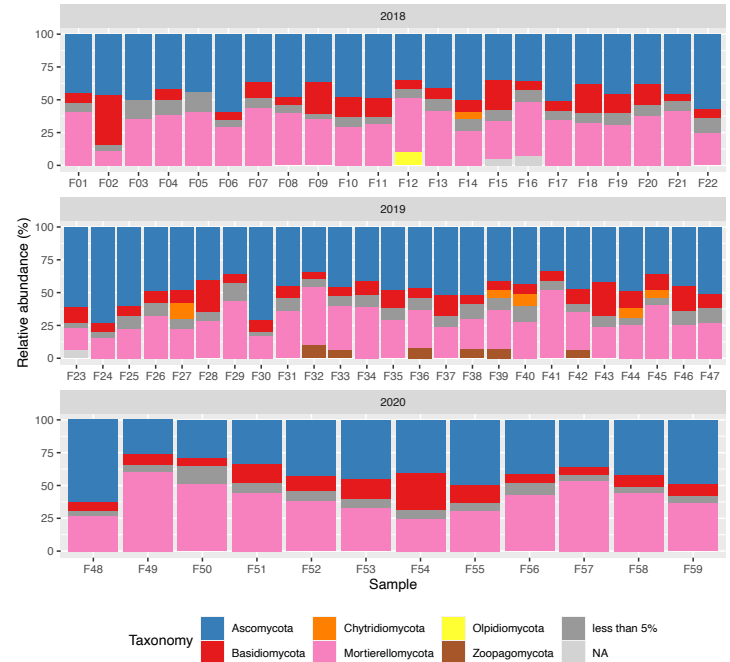 2018
100
75
50
25
0
F01 F02 F03 F04 F05 F06 F07 F08 F09 F10 F11 F12 F13 F14 F15 F16 F17 F18 F19 F20 F21 F22
Relative abundance (%)
2019
100
75
50
25
0
F23 F24 F25 F26 F27 F28 F29 F30 F31 F32 F33 F34 F35 F36 F37 F38 F39 F40 F41 F42 F43 F44 F45 F46 F47
2020
100
75
50
25
0
F48 F49 F50 F51 F52 F53 F54 F55 F56 F57 F58 F59
Sample
Taxonomy
Ascomycota Chytridiomycota Olpidiomycota less than 5%
Basidiomycota Mortierellomycota Zoopagomycota NA